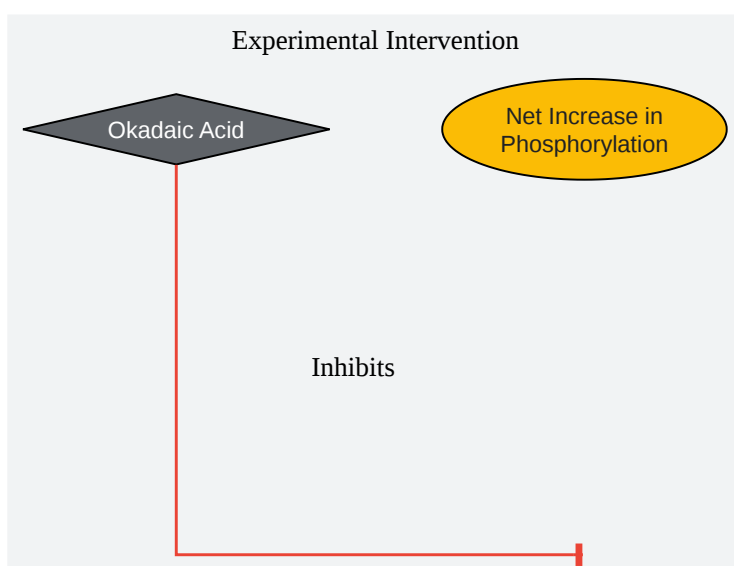 Experimental Intervention
Okadaic Acid
Net Increase in
Phosphorylation
Inhibits